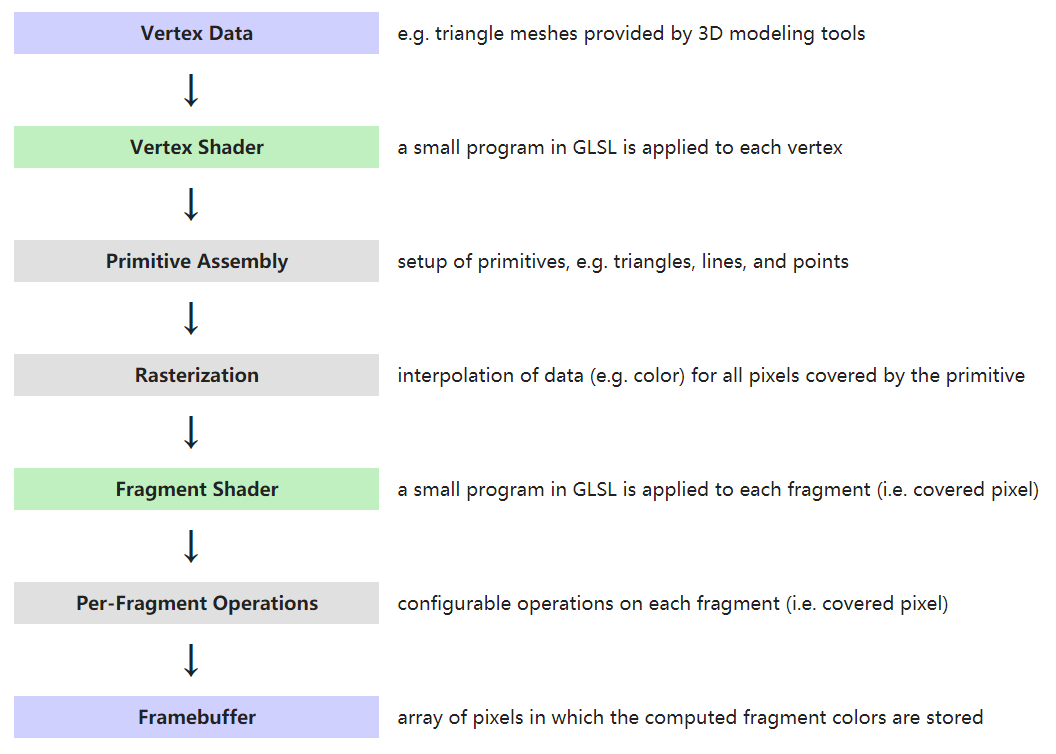 Vertex Data
e.g. triangle meshes provided by 3D modeling tools
Vertex Shader
a small program in GLSL is applied to each vertex
Primitive Assembly
setup of primitives, e.g. triangles, lines, and points
Rasterization
interpolation of data (e.g. color) for all pixels covered by the primitive
Fragment Shader
a small program in GLSL is applied to each fragment (i.e. covered pixel)
Per-Fragment Operations
configurable operations on each fragment (i.e. covered pixel)
Framebuffer
array of pixels in which the computed fragment colors are stored